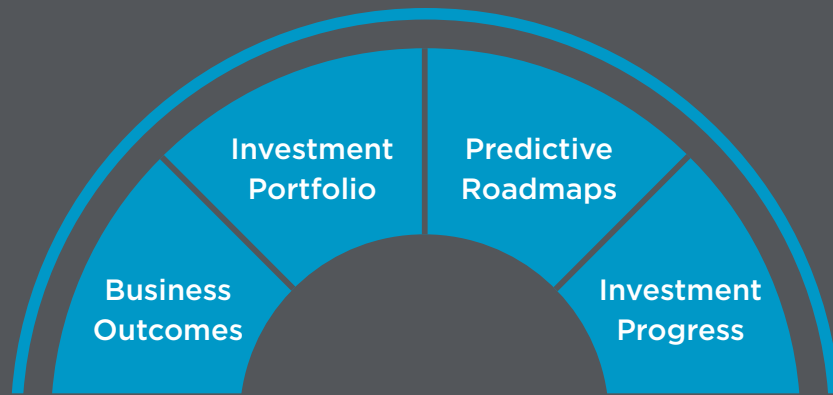 Business
Outcomes
Investment
Portfolio
Predictive
Roadmaps
Investment
Progress